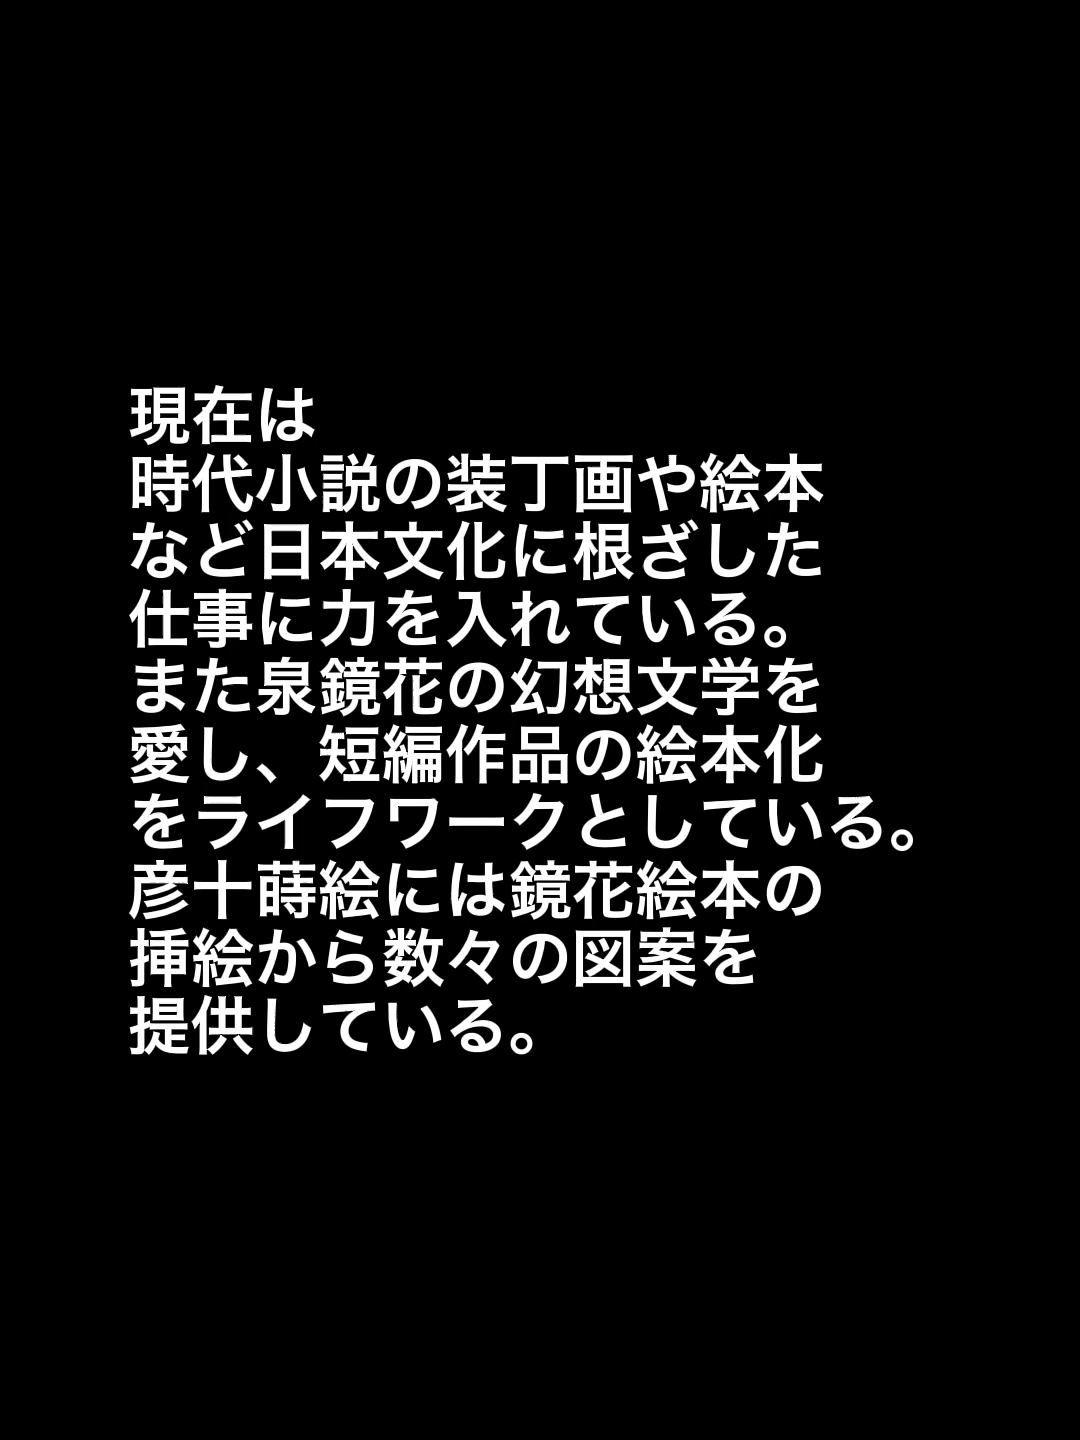 現在は
時代小説の装丁画や絵本
など日本文化に根ざした
仕事に力を入れている。
また泉鏡花の幻想文学を
愛し、短編作品の絵本化
をライフワークとしている。
彦十蒔絵には鏡花絵本の
挿絵から数々の図案を
提供している。